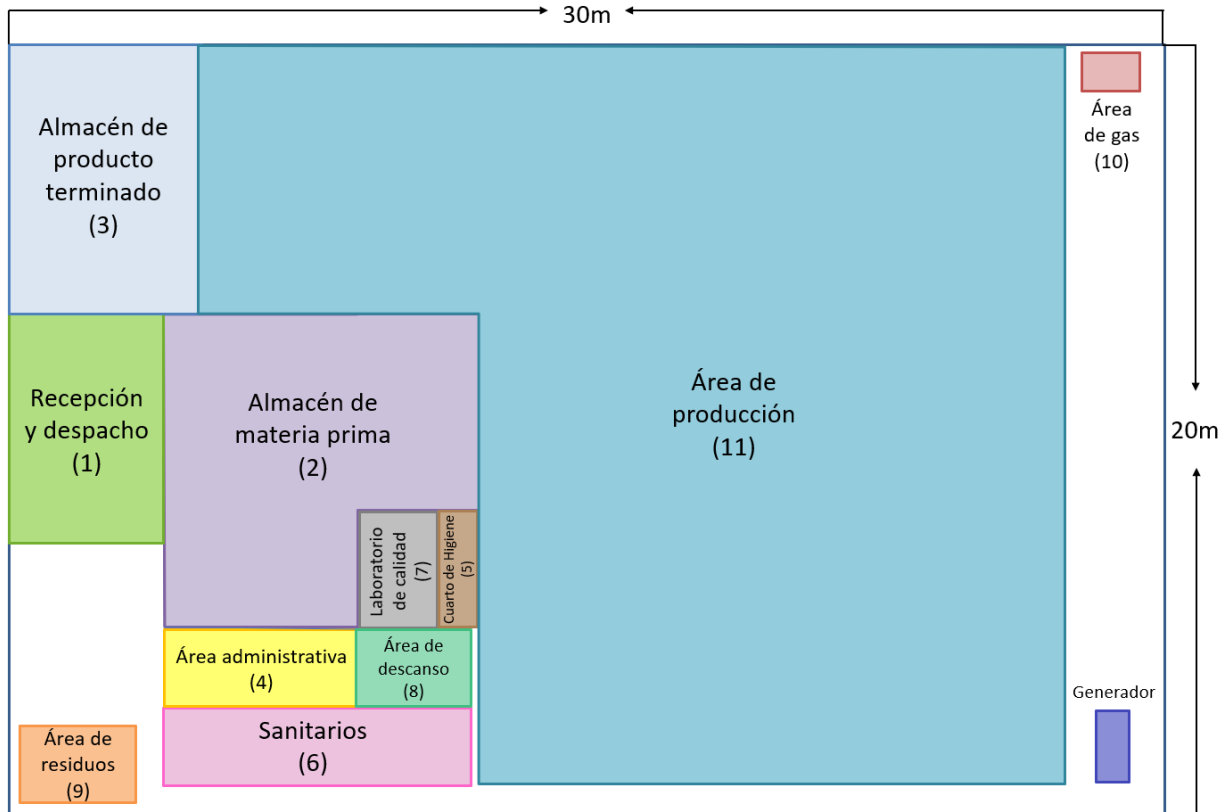 30m
Almacén de
producto
terminado
(3)
Área
de gas
(10)
Recepción
y despacho
(1)
Almacén de
materia prima
(2)
Área de
producción
(11)
20m
Laboratorio
de calidad
(7)
Cuarto de Higiene
(5)
Área administrativa
(4)
Área de
descanso
(8)
Generador
Sanitarios
(6)
Área de
residuos
(9)